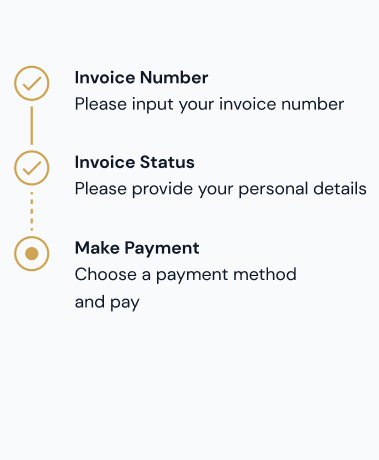 Invoice Number
Please input your invoice number
Invoice Status
Please provide your personal details
Make Payment
Choose a payment method
and pay